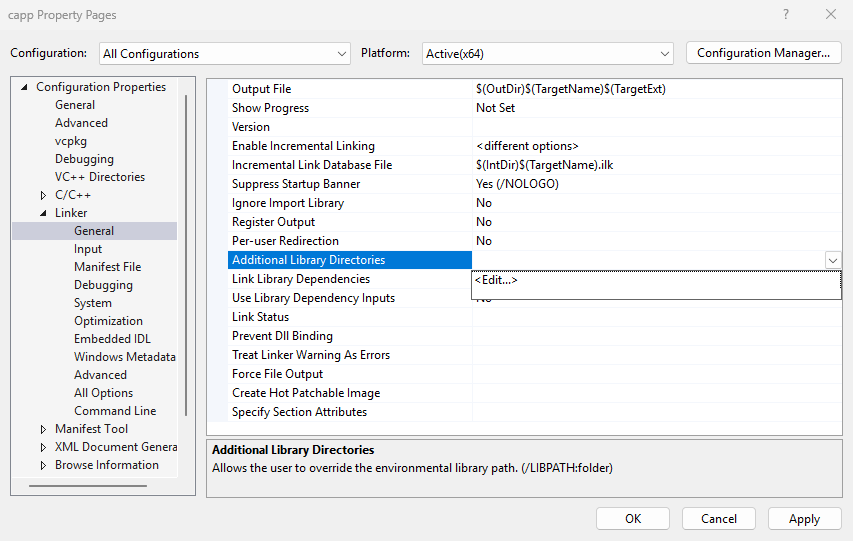 capp Property Pages
?
Configuration: All Configurations Platform: Active(x64) Configuration Manager...
Configuration Properties
General
Advanced
vcpkg
Debugging
VC++ Directories
C/C++
Linker
General
Input
Manifest File
Debugging
System
Optimization
Embedded IDL
Windows Metadata
Advanced
All Options
Command Line
Manifest Tool
XML Document Genera
Browse Information
Output File $(OutDir)$(TargetName)$(TargetExt)
Show Progress Not Set
Version
Enable Incremental Linking <different options>
Incremental Link Database File $(IntDir)$(TargetName).ilk
Suppress Startup Banner Yes (/NOLOGO)
Ignore Import Library No
Register Output No
Per-user Redirection No
Additional Library Directories
Link Library Dependencies <Edit...>
Use Library Dependency Inputs No
Link Status
Prevent Dll Binding
Treat Linker Warning As Errors
Force File Output
Create Hot Patchable Image
Specify Section Attributes
Additional Library Directories
Allows the user to override the environmental library path. (/LIBPATH:folder)
OK Cancel Apply